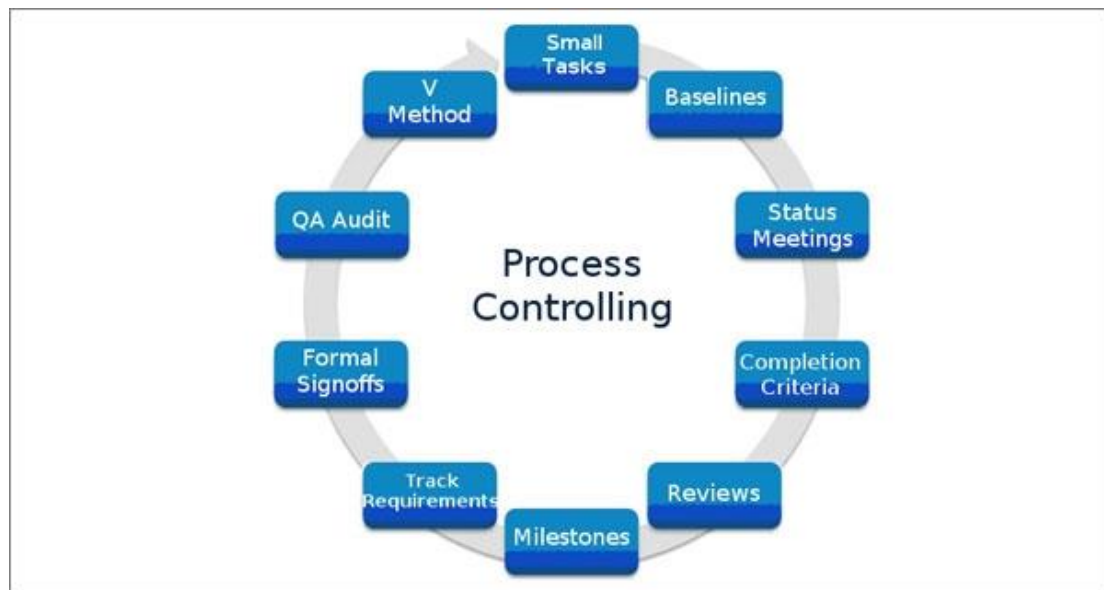 Small
Tasks
Baselines
Status
Meetings
Completion
Criteria
Reviews
Milestones
Track
Requirements
Formal
Signoffs
QA Audit
V
Method
Process
Controlling